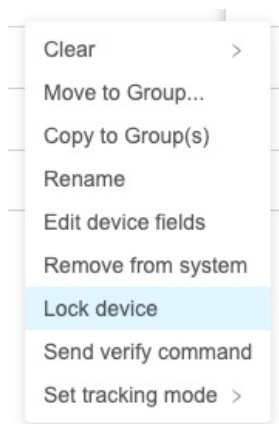 Clear >
Move to Group...
Copy to Group(s)
Rename
Edit device fields
Remove from system
Lock device
Send verify command
Set tracking mode >